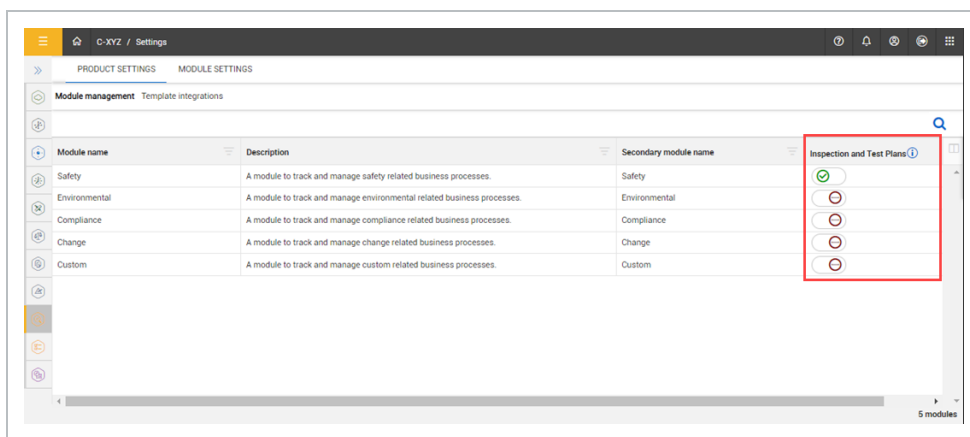 C-XYZ / Settings
PRODUCT SETTINGS MODULE SETTINGS
Module management Template integrations
Module name Description Secondary module name Inspection and Test Plans
Safety A module to track and manage safety related business processes. Safety
Environmental A module to track and manage environmental related business processes. Environmental
Compliance A module to track and manage compliance related business processes. Compliance
Change A module to track and manage change related business processes. Change
Custom A module to track and manage custom related business processes. Custom
5 modules